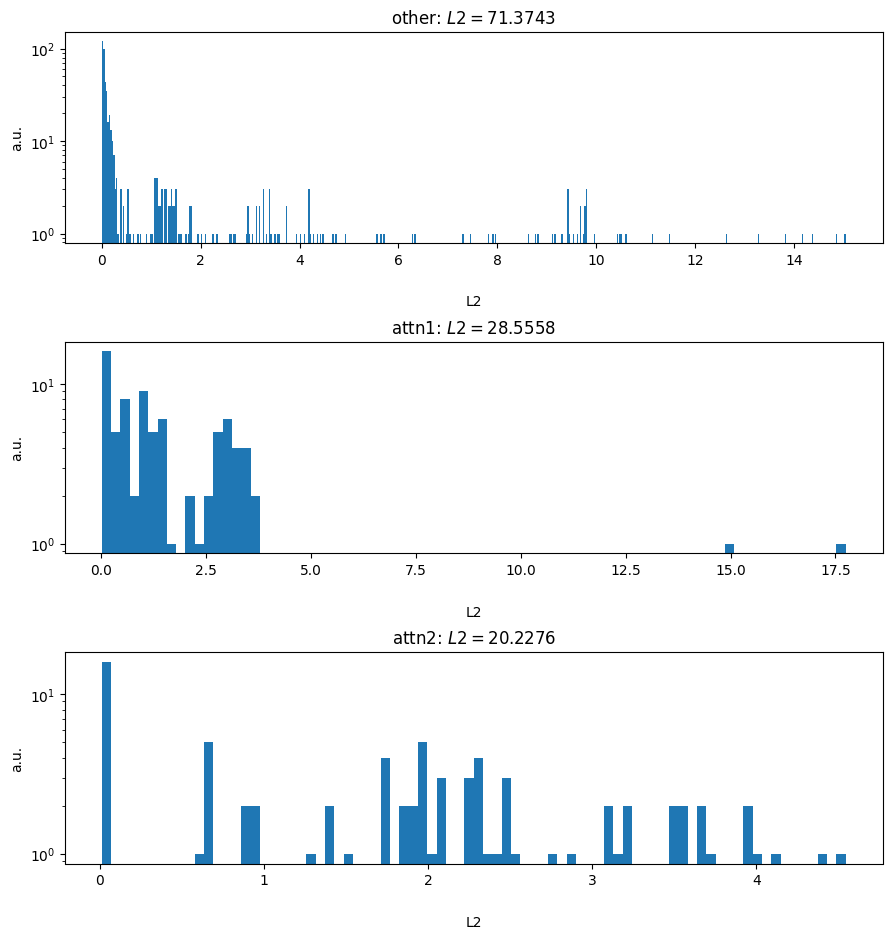 other: L2 = 71.3743
10²
10¹
10⁰
a.u.
0 2 4 6 8 10 12 14
L2
attn1: L2 = 28.5558
10¹
10⁰
a.u.
0.0 2.5 5.0 7.5 10.0 12.5 15.0 17.5
L2
attn2: L2 = 20.2276
10¹
10⁰
a.u.
0 1 2 3 4
L2